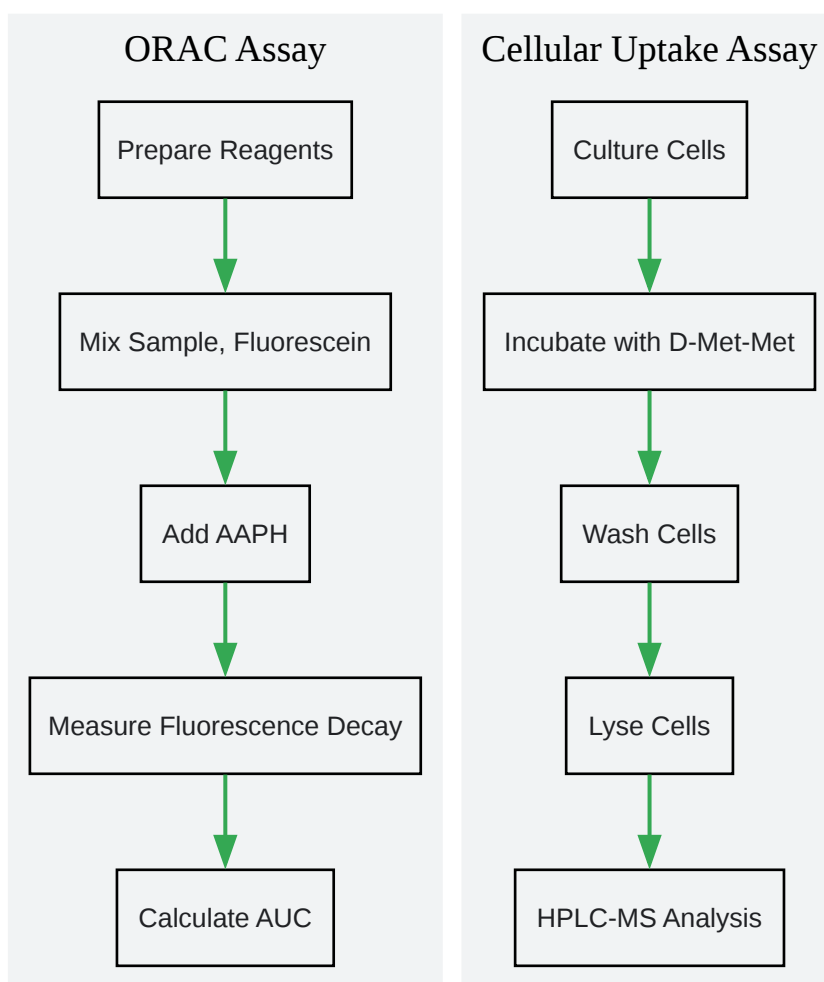 ORAC Assay
Prepare Reagents
Mix Sample, Fluorescein
Add AAPH
Measure Fluorescence Decay
Calculate AUC
Cellular Uptake Assay
Culture Cells
Incubate with D-Met-Met
Wash Cells
Lyse Cells
HPLC-MS Analysis